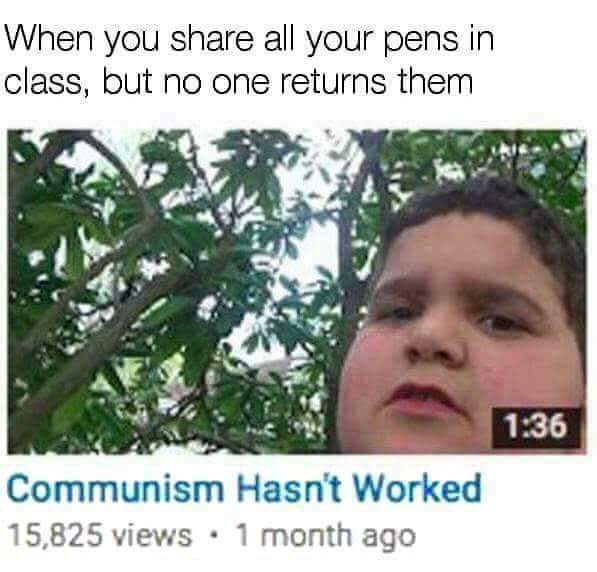 When you share all your pens in
class, but no one returns them
1:36
Communism Hasn't Worked
15,825 views • 1 month ago